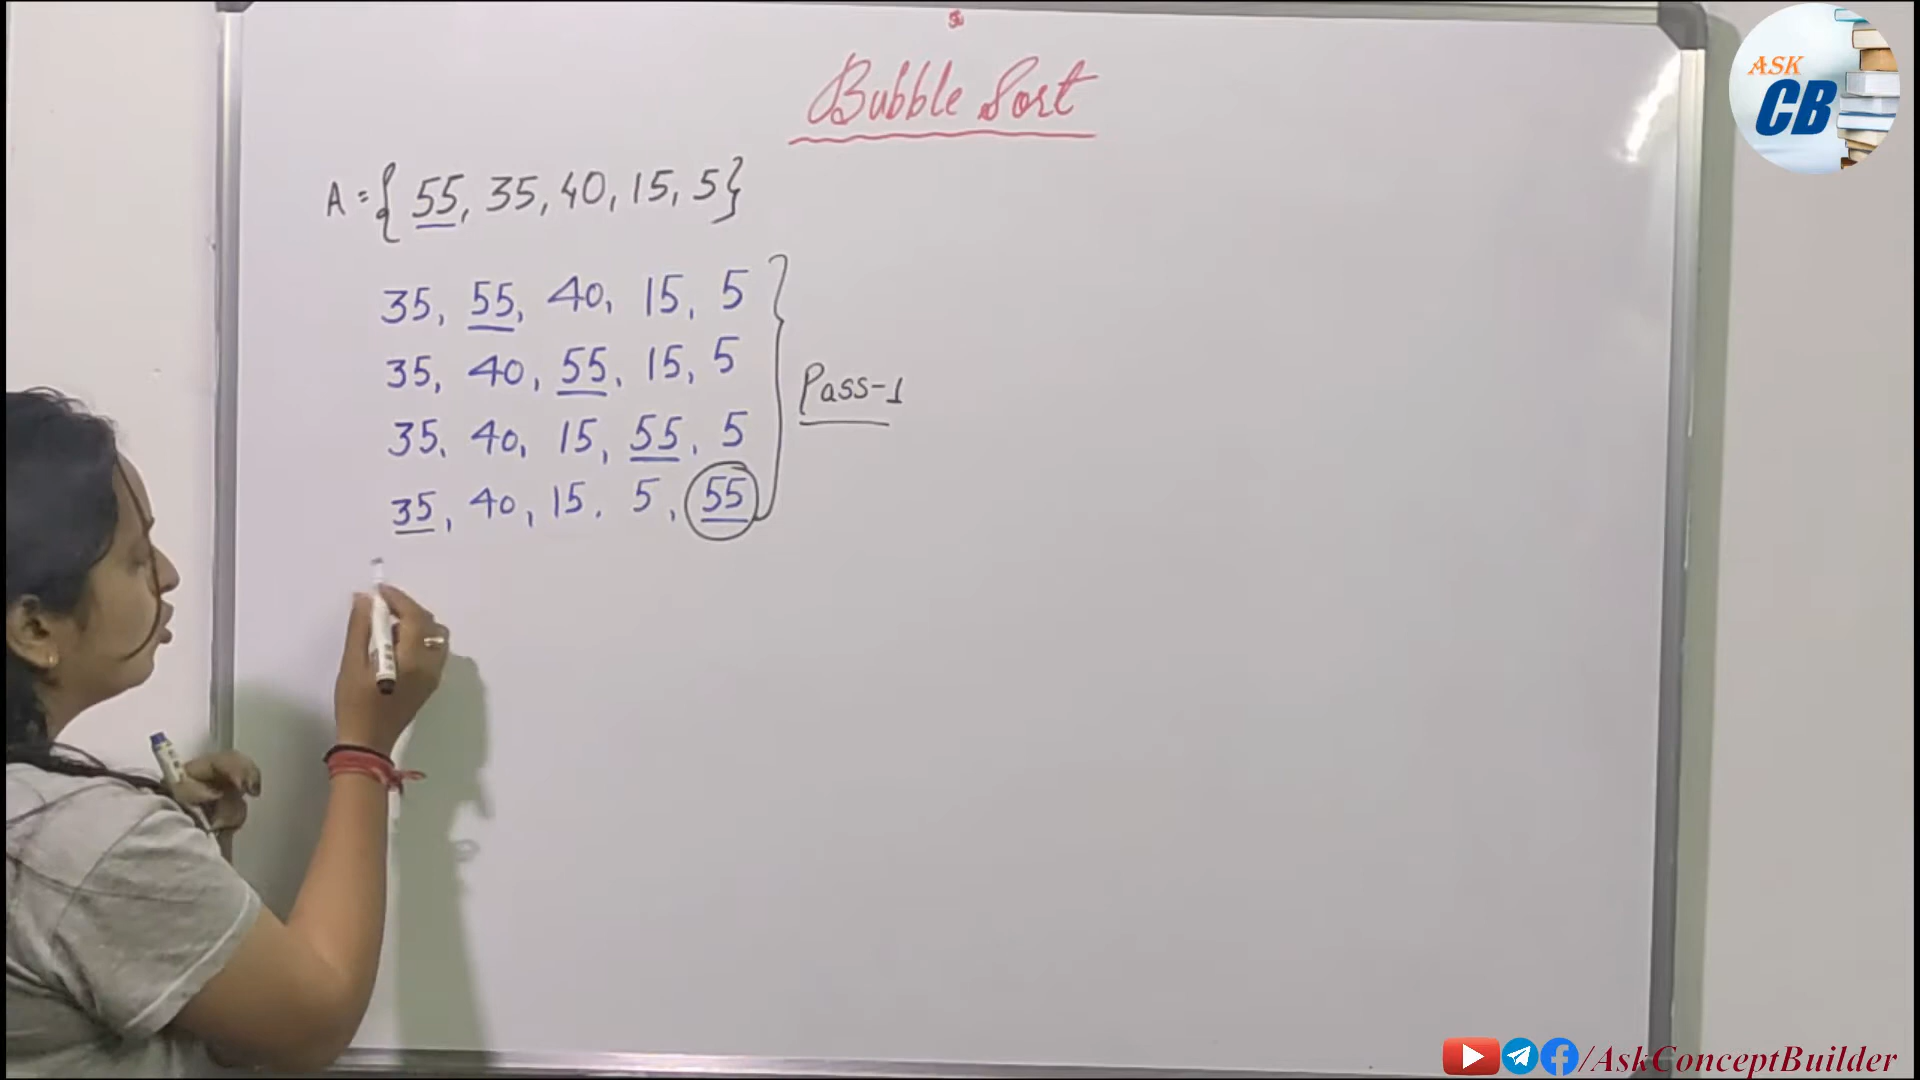 Bubble Sort
ASK
CB
A = { 55, 35, 40, 15, 5}
35, 55, 40, 15, 5
35, 40, 55, 15, 5
Pass-1
35, 40, 15, 55, 5
35, 40, 15, 5, 55
/AskConceptBuilder